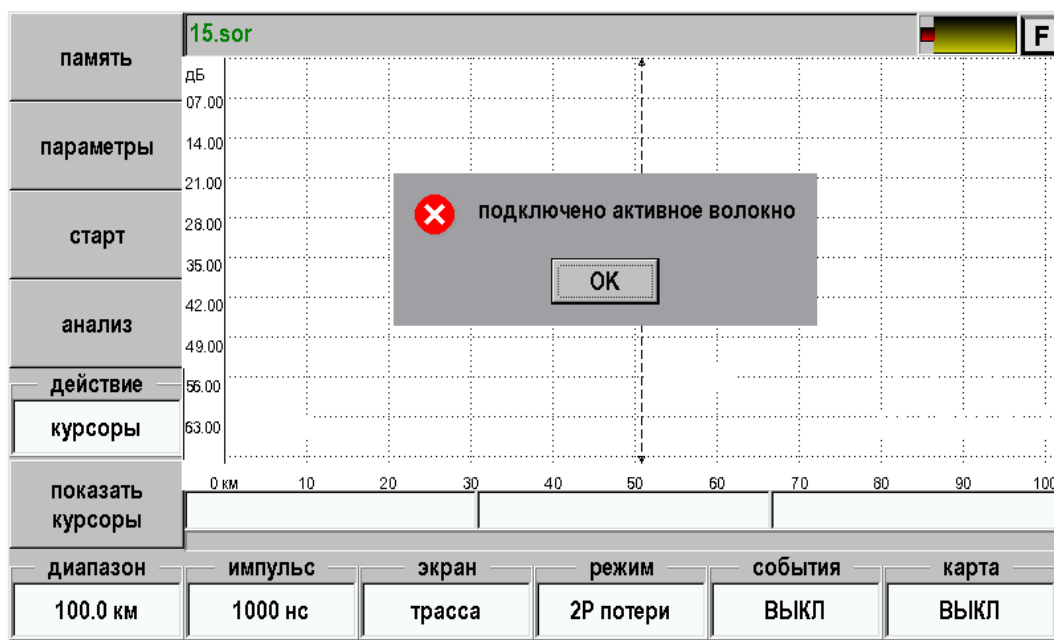 память
15.sor
F
параметры
старт
анализ
действие
курсоры
показать
курсоры
дБ
07.00
14.00
21.00
28.00
35.00
42.00
49.00
56.00
63.00
подключено активное волокно
OK
0 км 10 20 30 40 50 60 70 80 90 100
диапазон импульс экран режим события карта
100.0 км 1000 нс трасса 2Р потери ВЫКЛ ВЫКЛ